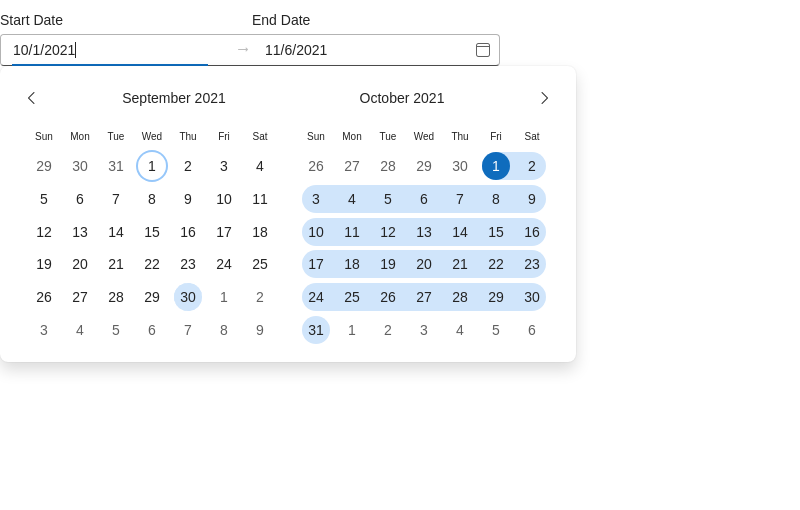 Start Date End Date
10/1/2021 → 11/6/2021
September 2021 October 2021
Sun Mon Tue Wed Thu Fri Sat Sun Mon Tue Wed Thu Fri Sat
29 30 31 1 2 3 4 26 27 28 29 30 1 2
5 6 7 8 9 10 11 3 4 5 6 7 8 9
12 13 14 15 16 17 18 10 11 12 13 14 15 16
19 20 21 22 23 24 25 17 18 19 20 21 22 23
26 27 28 29 30 1 2 24 25 26 27 28 29 30
3 4 5 6 7 8 9 31 1 2 3 4 5 6